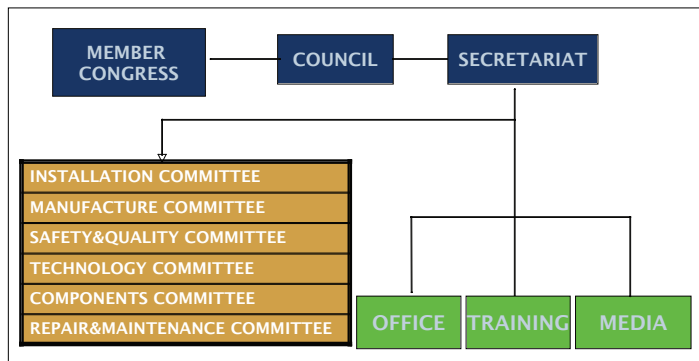 MEMBER
CONGRESS
COUNCIL
SECRETARIAT
INSTALLATION COMMITTEE
MANUFACTURE COMMITTEE
SAFETY&QUALITY COMMITTEE
TECHNOLOGY COMMITTEE
COMPONENTS COMMITTEE
REPAIR&MAINTENANCE COMMITTEE
OFFICE
TRAINING
MEDIA